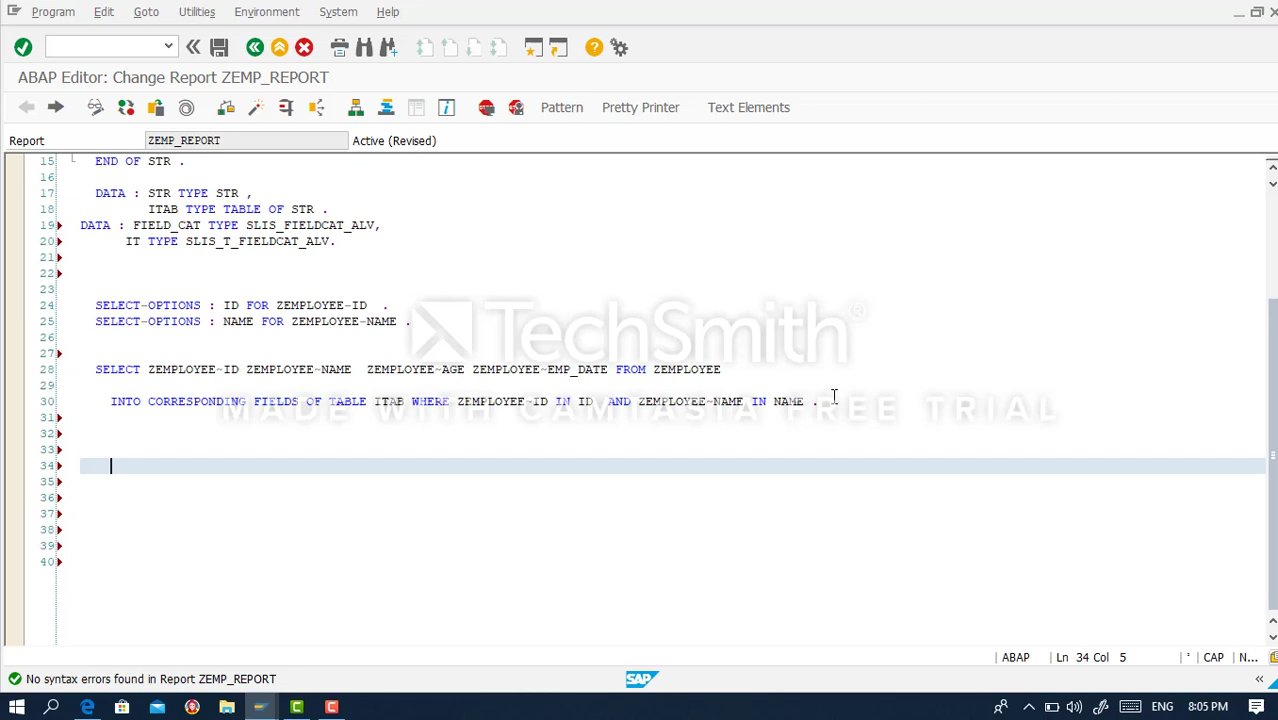 Program Edit Goto Utilities Environment System Help
ABAP Editor: Change Report ZEMP_REPORT
Pattern Pretty Printer Text Elements
Report ZEMP_REPORT Active (Revised)
15 END OF STR .
16
17 DATA : STR TYPE STR ,
18 ITAB TYPE TABLE OF STR .
19 DATA : FIELD_CAT TYPE SLIS_FIELDCAT_ALV,
20 IT TYPE SLIS_T_FIELDCAT_ALV.
21
22
23
24 SELECT-OPTIONS : ID FOR ZEMPLOYEE-ID .
25 SELECT-OPTIONS : NAME FOR ZEMPLOYEE-NAME .
26
TechSmith®
27
28 SELECT ZEMPLOYEE~ID ZEMPLOYEE~NAME ZEMPLOYEE~AGE ZEMPLOYEE~EMP_DATE FROM ZEMPLOYEE
29
30 INTO CORRESPONDING FIELDS OF TABLE ITAB WHERE ZEMPLOYEE~ID IN ID AND ZEMPLOYEE~NAME IN NAME .
MADE WITH CAMTASIA FREE TRIAL
31
32
33
34
35
36
37
38
39
40
ABAP Ln 34 Col 5 CAP N...
No syntax errors found in Report ZEMP_REPORT SAP
ENG 8:05 PM